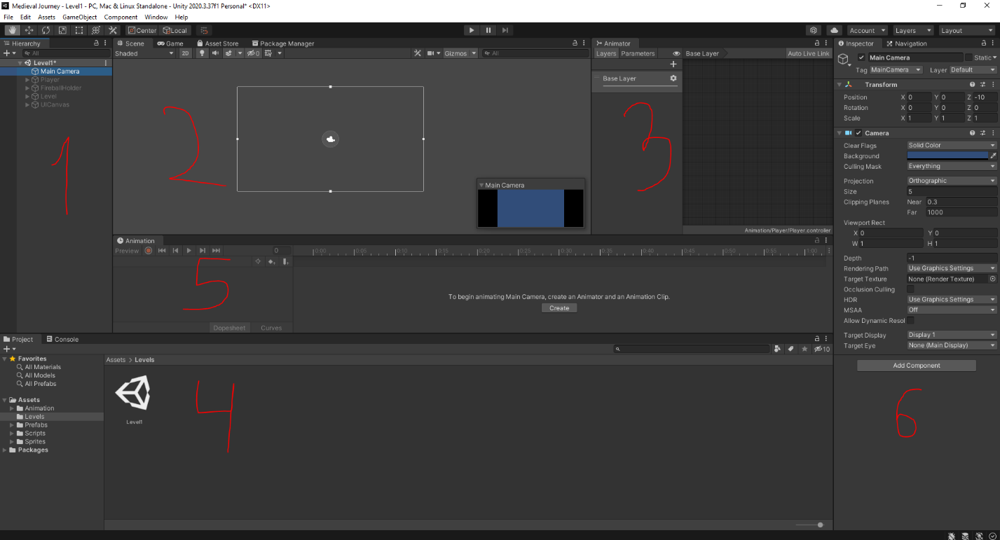 Medieval Journey - Level1 - PC, Mac & Linux Standalone - Unity 2020.3.37f1 Personal* <DX11>
File Edit Assets GameObject Component Window Help
Center Local
Account Layers Layout
Hierarchy
All
Level1*
Main Camera
Player
FireballHolder
Level
UICanvas
1
Scene Game Asset Store Package Manager
Shaded 2D 0 Gizmos All
2
Main Camera
Animator
Layers Parameters Base Layer Auto Live Link
Base Layer
3
Animation/Player/Player.controller
Animation
Preview 0 0:00 0:05 0:10 0:15 0:20 0:25 0:30 0:35 0:40 0:45 0:50 0:55 1:00
5
To begin animating Main Camera, create an Animator and an Animation Clip.
Create
Dopesheet Curves
Project Console
10
Favorites
All Materials
All Models
All Prefabs
Assets
Animation
Levels
Prefabs
Scripts
Sprites
Packages
Assets > Levels
Level1
4
Inspector Navigation
Main Camera Static
Tag MainCamera Layer Default
Transform
Position X 0 Y 0 Z -10
Rotation X 0 Y 0 Z 0
Scale X 1 Y 1 Z 1
Camera
Clear Flags Solid Color
Background
Culling Mask Everything
Projection Orthographic
Size 5
Clipping Planes Near 0.3
Far 1000
Viewport Rect
X 0 Y 0
W 1 H 1
Depth -1
Rendering Path Use Graphics Settings
Target Texture None (Render Texture)
Occlusion Culling
HDR Use Graphics Settings
MSAA Off
Allow Dynamic Resol
Target Display Display 1
Target Eye None (Main Display)
Add Component
6